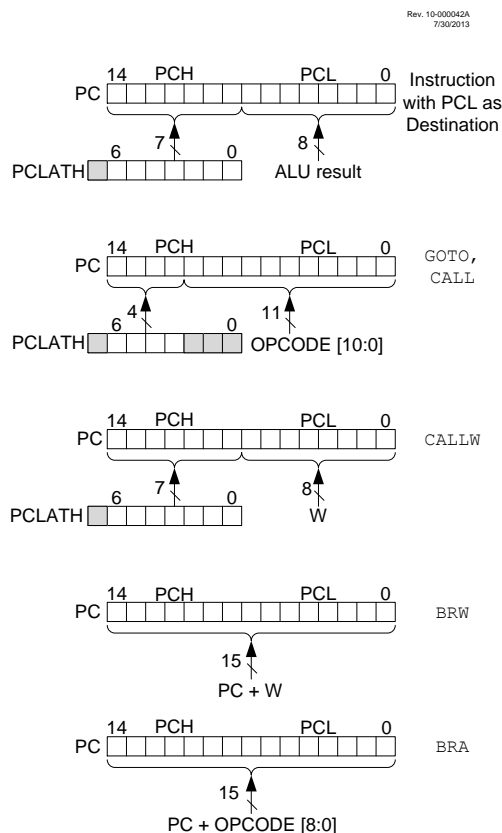 Rev. 10-000042A
7/30/2013
14 PCH PCL 0
PC
Instruction
with PCL as
Destination
6 7 0 8
PCLATH ALU result
14 PCH PCL 0
PC
GOTO,
CALL
6 4 0 11
PCLATH OPCODE [10:0]
14 PCH PCL 0
PC CALLW
6 7 0 8
PCLATH W
14 PCH PCL 0
PC BRW
15
PC + W
14 PCH PCL 0
PC BRA
15
PC + OPCODE [8:0]